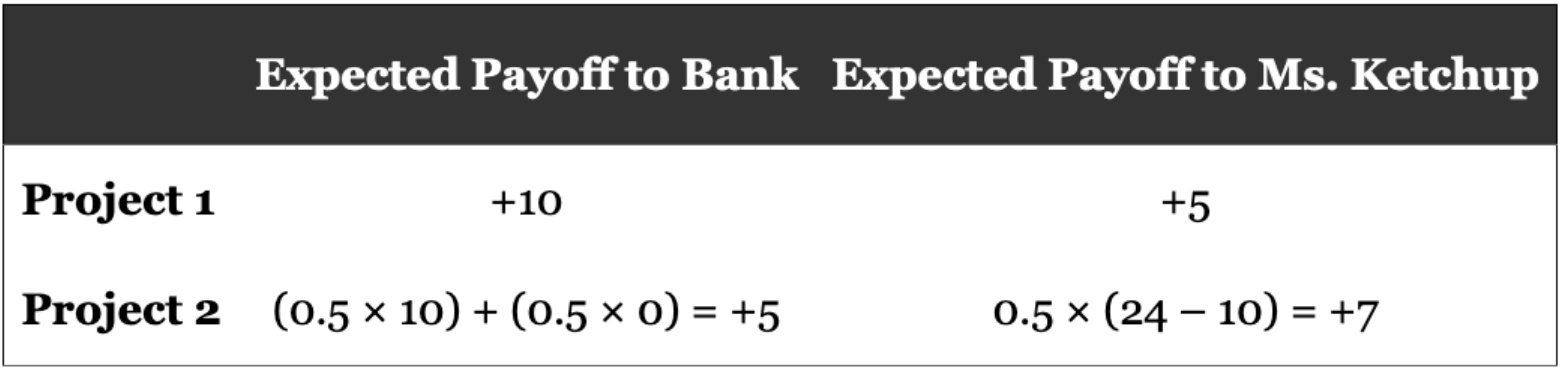 Expected Payoff to Bank Expected Payoff to Ms. Ketchup
Project 1 +10 +5
Project 2 (0.5 × 10) + (0.5 × 0) = +5 0.5 × (24 – 10) = +7